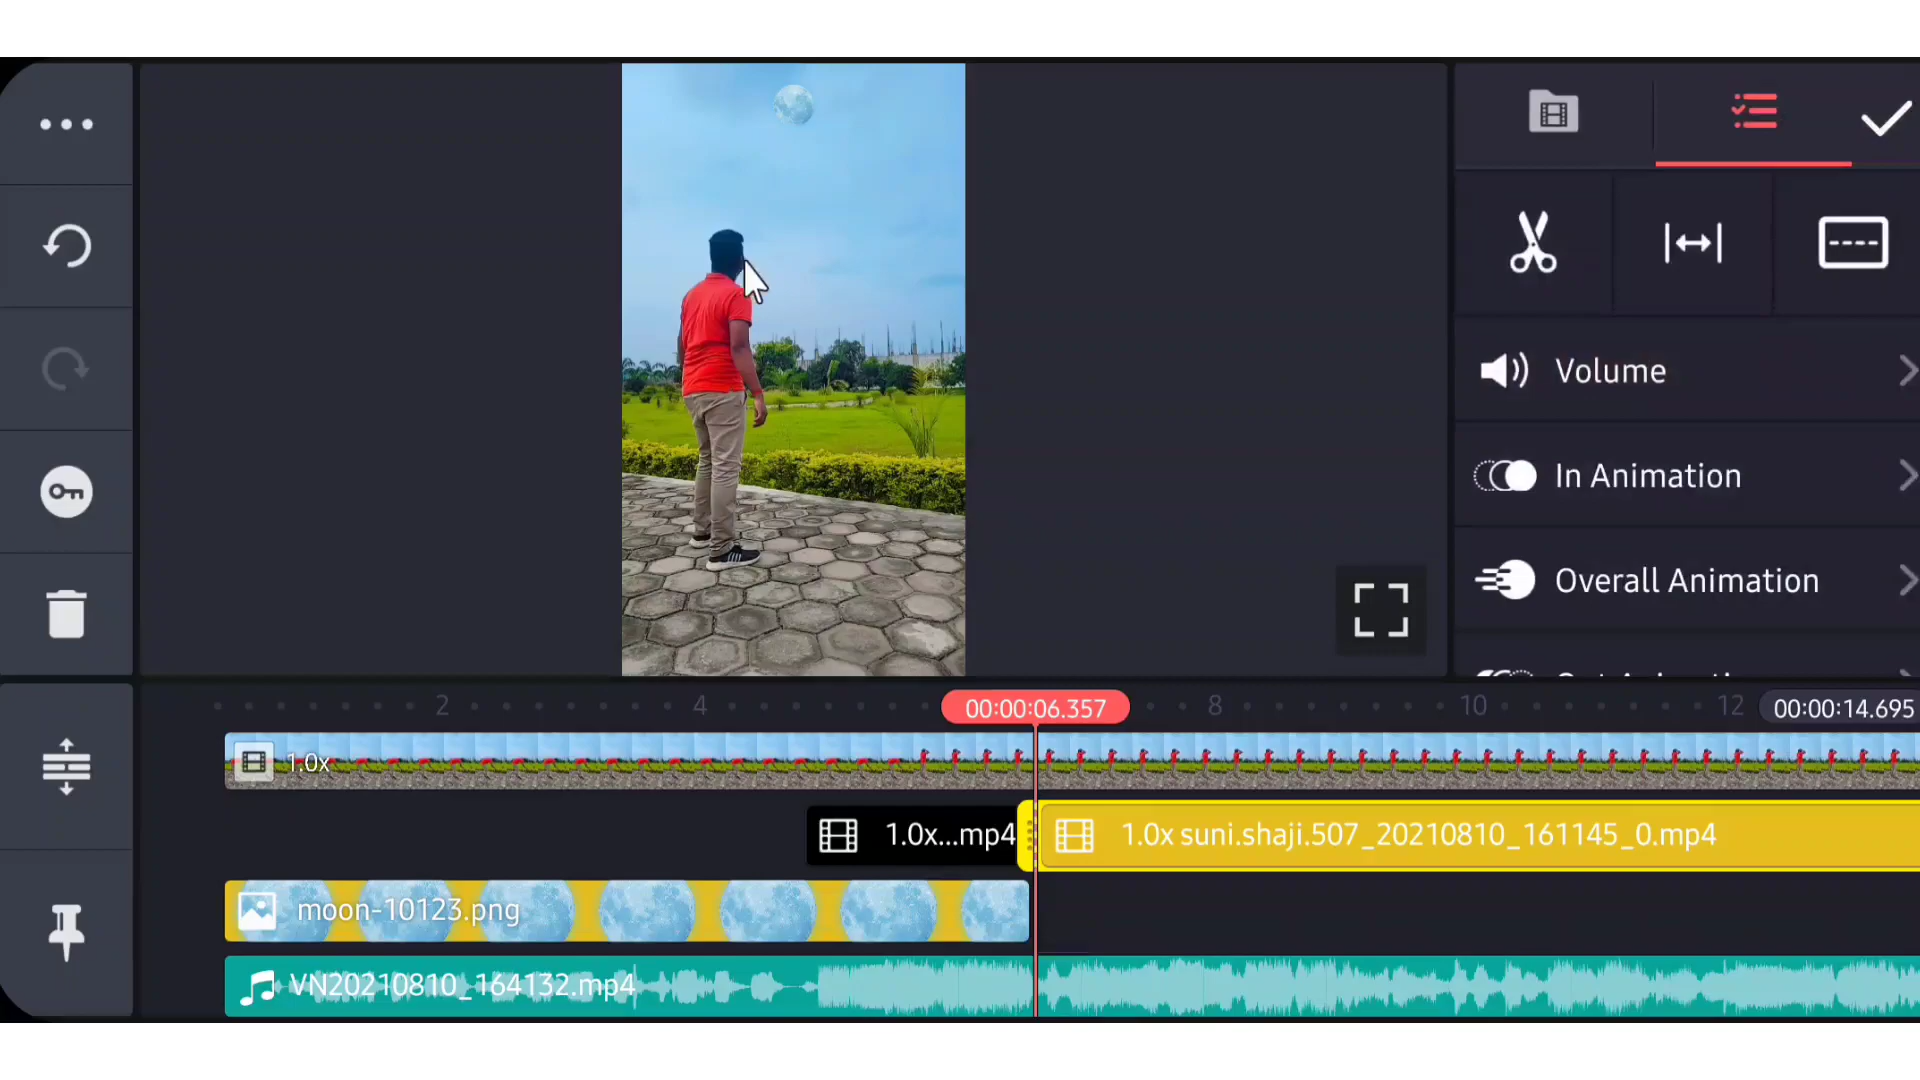 Volume
In Animation
Overall Animation
2
4
00:00:06.357
8
10
12
00:00:14.695
1.0x
1.0x...mp4
1.0x suni.shaji.507_20210810_161145_0.mp4
moon-10123.png
VN20210810_164132.mp4